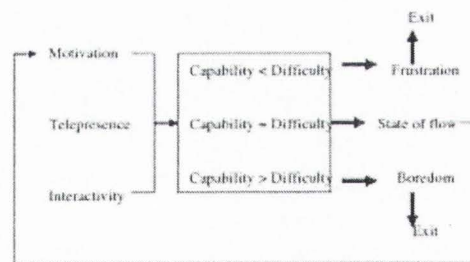 Exit
Motivation
Capability < Difficulty
Frustration
Telepresence
Capability = Difficulty
State of flow
Interactivity
Capability > Difficulty
Boredom
Exit